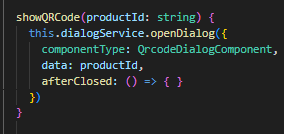 showQRCode(productId: string) {
this.dialogService.openDialog({
componentType: QrcodeDialogComponent,
data: productId,
afterClosed: () => { }
})
}